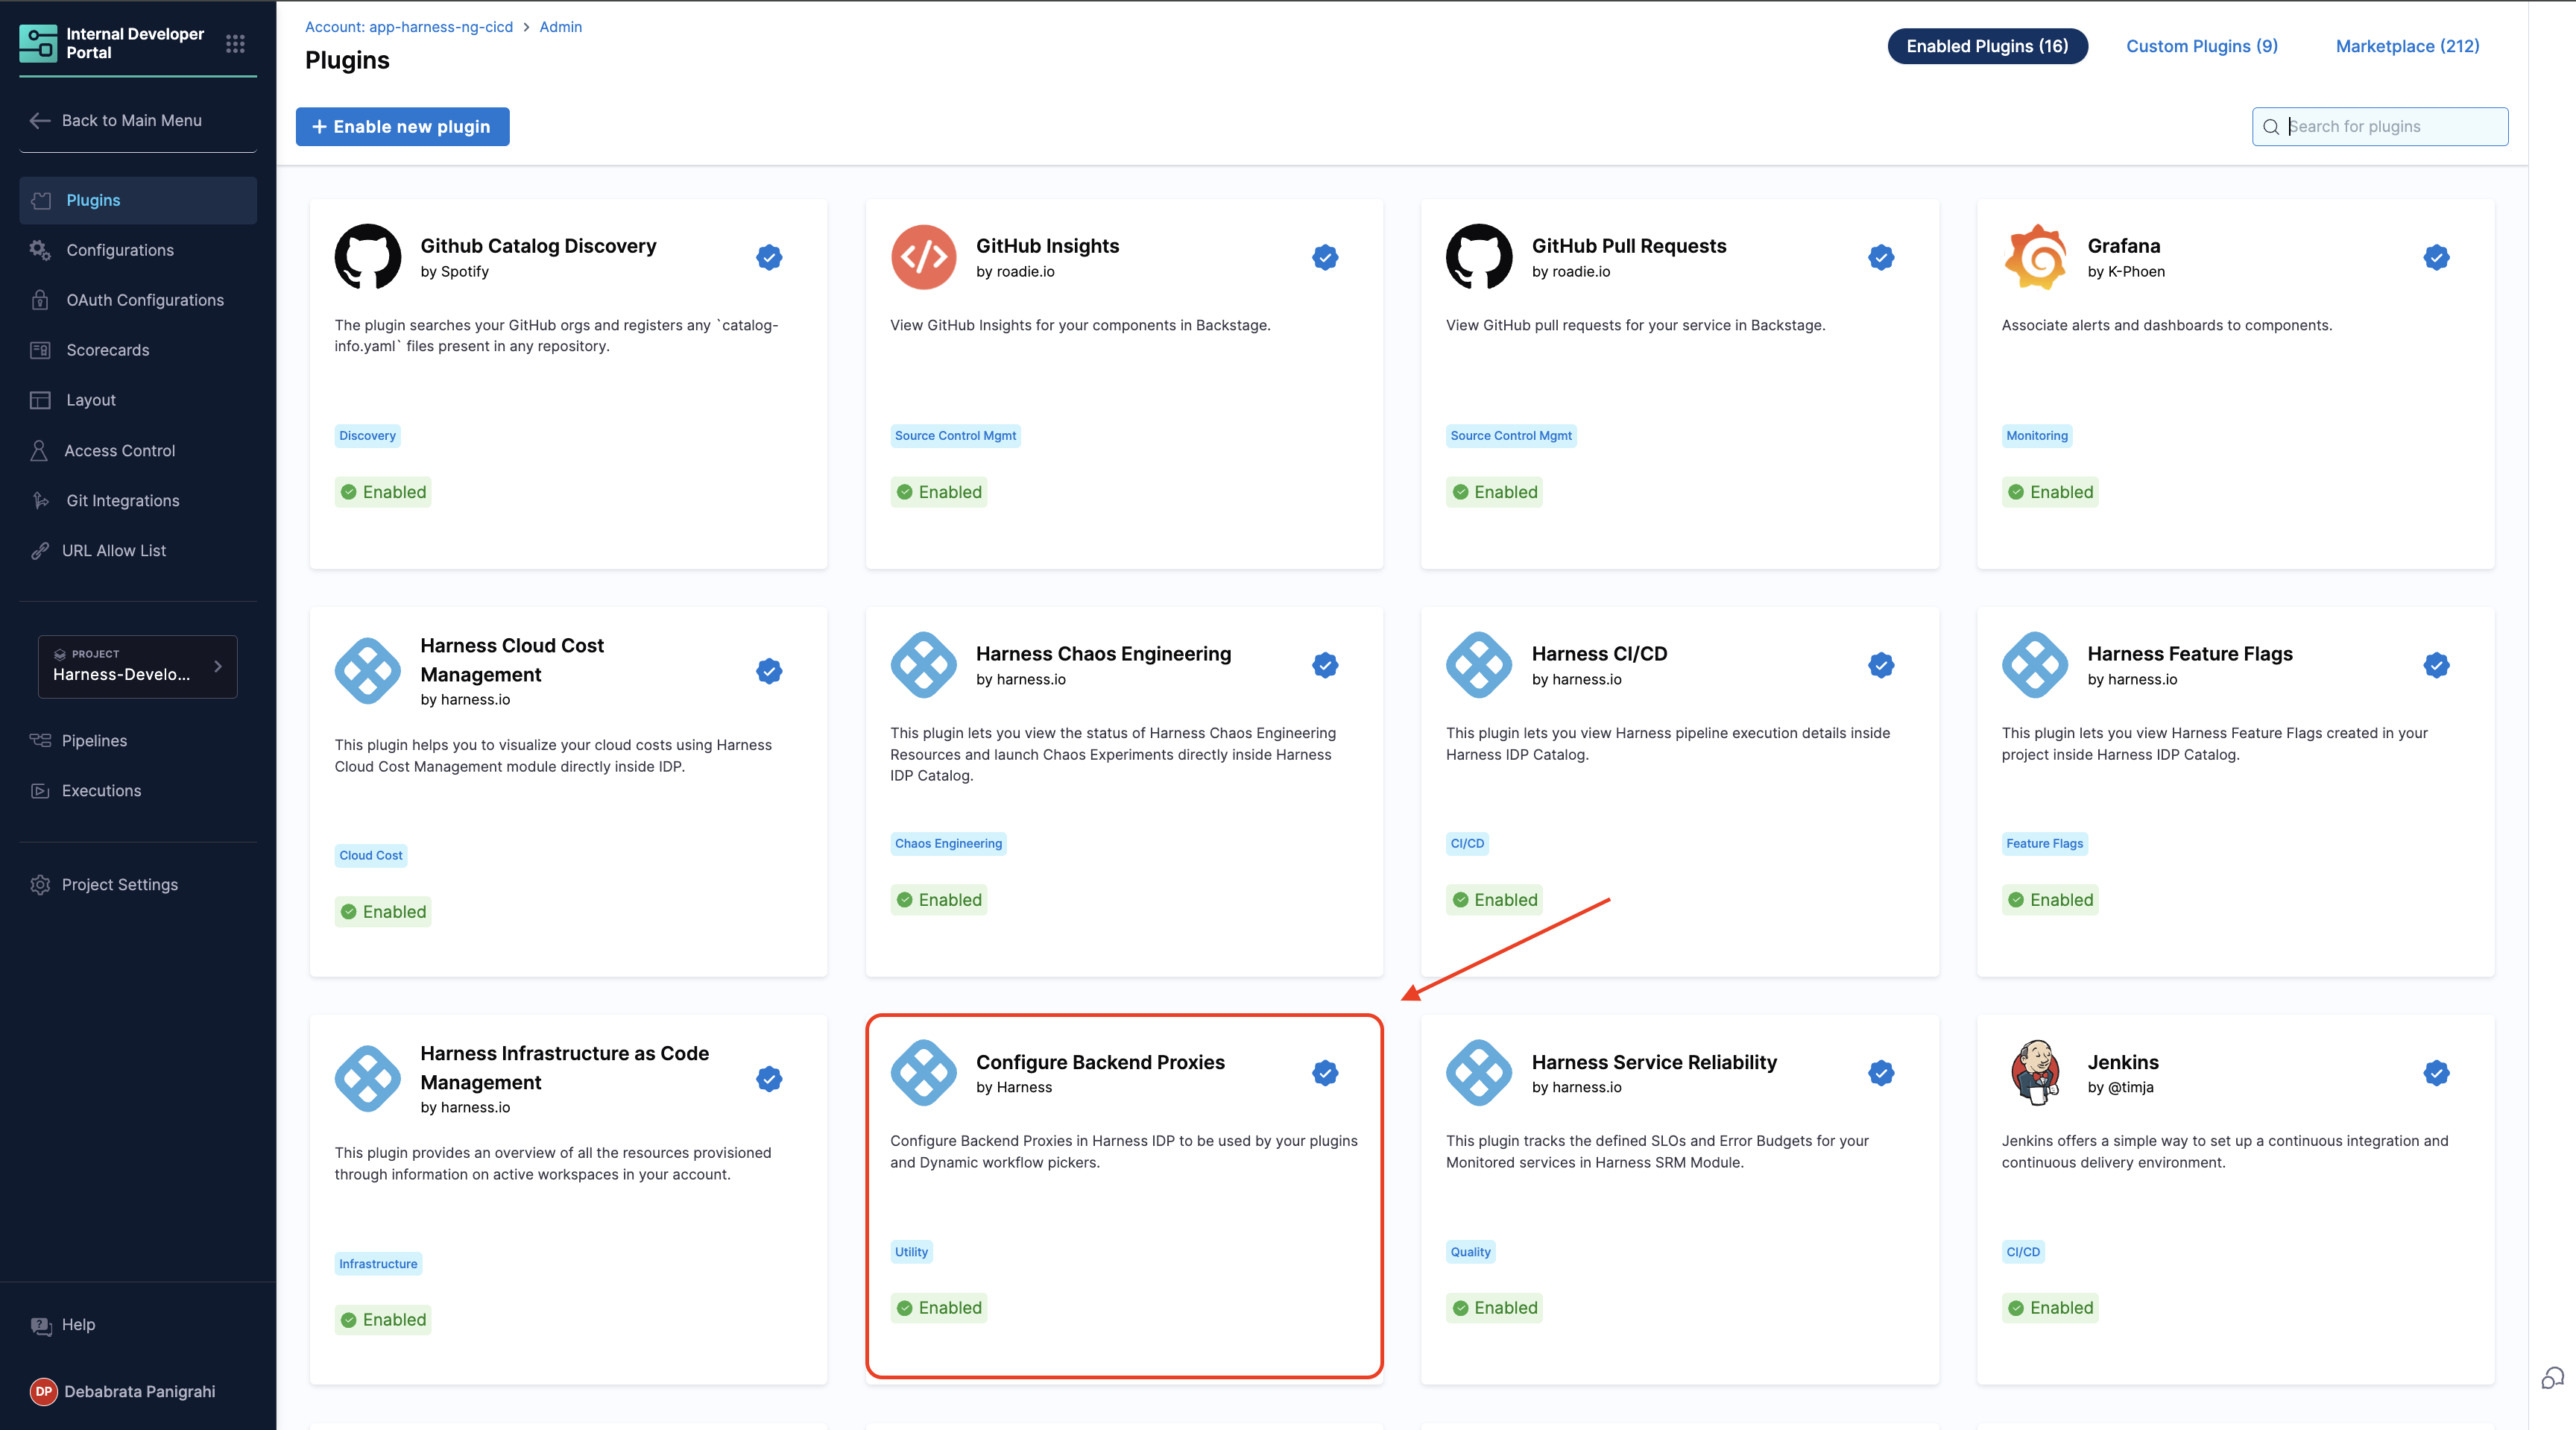 Internal Developer
Portal
Back to Main Menu
Plugins
Configurations
OAuth Configurations
Scorecards
Layout
Access Control
Git Integrations
URL Allow List
PROJECT
Harness-Develo...
Pipelines
Executions
Project Settings
Help
DP Debabrata Panigrahi
Account: app-harness-ng-cicd > Admin
Plugins
Enabled Plugins (16) Custom Plugins (9) Marketplace (212)
+ Enable new plugin
Search for plugins
Github Catalog Discovery
by Spotify
The plugin searches your GitHub orgs and registers any `catalog-
info.yaml` files present in any repository.
Discovery
Enabled
GitHub Insights
by roadie.io
View GitHub Insights for your components in Backstage.
Source Control Mgmt
Enabled
GitHub Pull Requests
by roadie.io
View GitHub pull requests for your service in Backstage.
Source Control Mgmt
Enabled
Grafana
by K-Phoen
Associate alerts and dashboards to components.
Monitoring
Enabled
Harness Cloud Cost
Management
by harness.io
This plugin helps you to visualize your cloud costs using Harness
Cloud Cost Management module directly inside IDP.
Cloud Cost
Enabled
Harness Chaos Engineering
by harness.io
This plugin lets you view the status of Harness Chaos Engineering
Resources and launch Chaos Experiments directly inside Harness
IDP Catalog.
Chaos Engineering
Enabled
Harness CI/CD
by harness.io
This plugin lets you view Harness pipeline execution details inside
Harness IDP Catalog.
CI/CD
Enabled
Harness Feature Flags
by harness.io
This plugin lets you view Harness Feature Flags created in your
project inside Harness IDP Catalog.
Feature Flags
Enabled
Harness Infrastructure as Code
Management
by harness.io
This plugin provides an overview of all the resources provisioned
through information on active workspaces in your account.
Infrastructure
Enabled
Configure Backend Proxies
by Harness
Configure Backend Proxies in Harness IDP to be used by your plugins
and Dynamic workflow pickers.
Utility
Enabled
Harness Service Reliability
by harness.io
This plugin tracks the defined SLOs and Error Budgets for your
Monitored services in Harness SRM Module.
Quality
Enabled
Jenkins
by @timja
Jenkins offers a simple way to set up a continuous integration and
continuous delivery environment.
CI/CD
Enabled